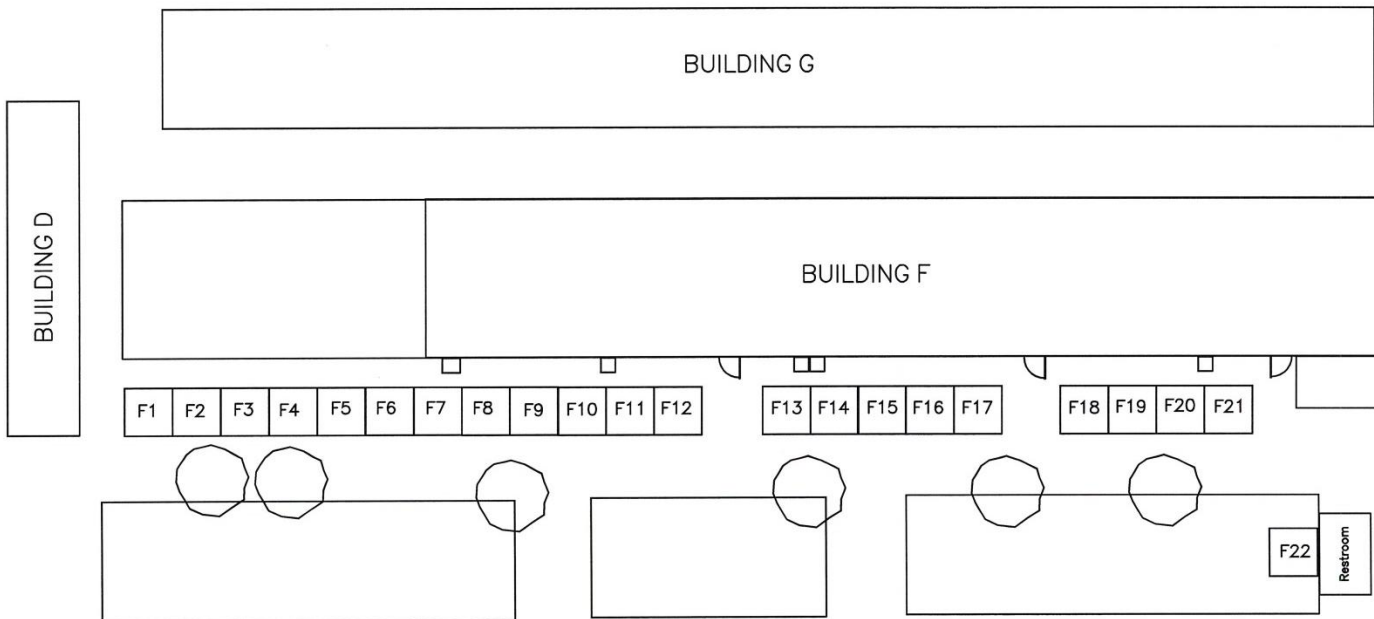 BUILDING G
BUILDING D
BUILDING F
F1 F2 F3 F4 F5 F6 F7 F8 F9 F10 F11 F12 F13 F14 F15 F16 F17 F18 F19 F20 F21
F22
Restroom